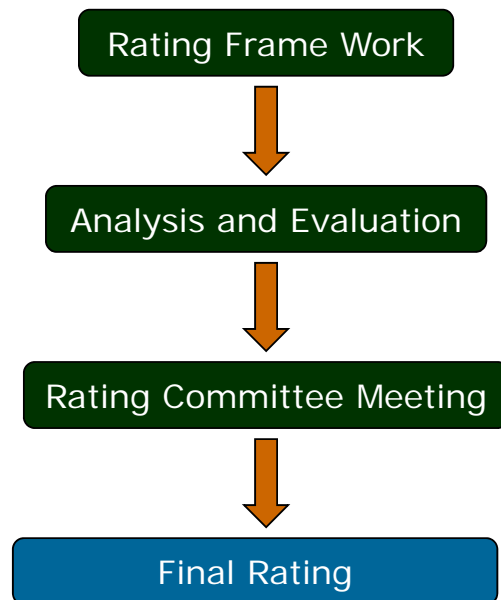 Rating Frame Work
Analysis and Evaluation
Rating Committee Meeting
Final Rating